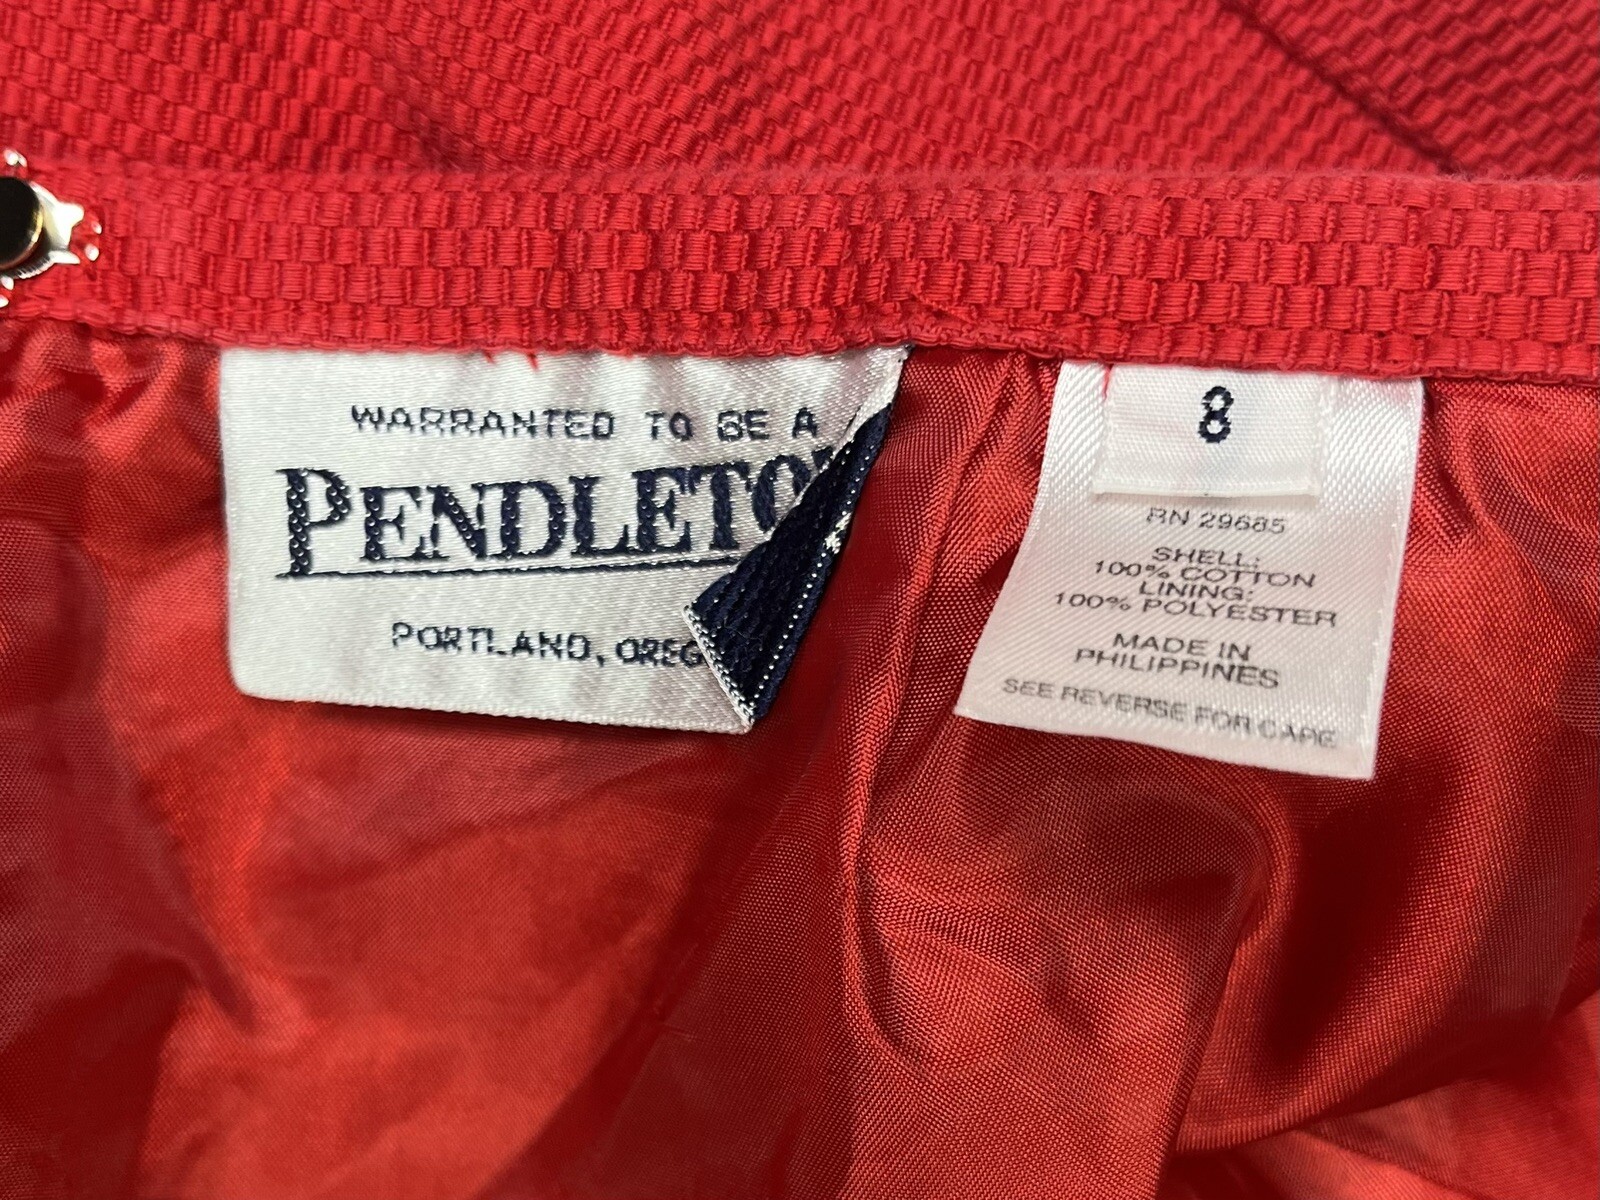 WARRANTED TO BE A
PENDLETO
PORTLAND, OREG
8
RN 29685
SHELL:
100% COTTON
LINING:
100% POLYESTER
MADE IN
PHILIPPINES
SEE REVERSE FOR CARE